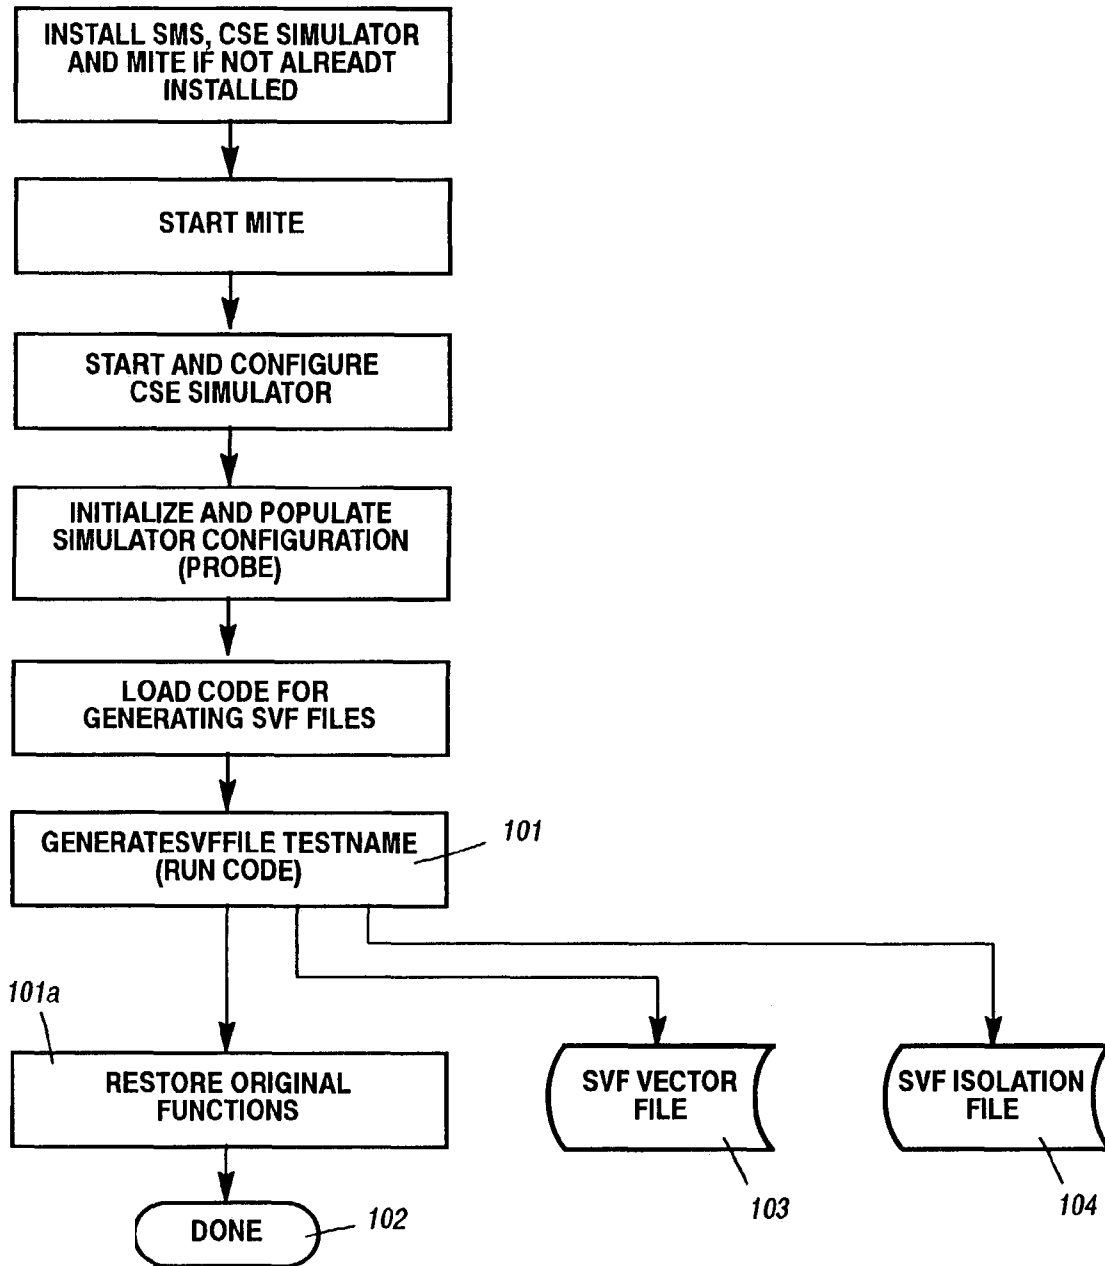 INSTALL SMS, CSE SIMULATOR
AND MITE IF NOT ALREADT
INSTALLED
START MITE
START AND CONFIGURE
CSE SIMULATOR
INITIALIZE AND POPULATE
SIMULATOR CONFIGURATION
(PROBE)
LOAD CODE FOR
GENERATING SVF FILES
GENERATESVFFILE TESTNAME
(RUN CODE)
101
101a
RESTORE ORIGINAL
FUNCTIONS
SVF VECTOR
FILE
103
SVF ISOLATION
FILE
104
DONE
102